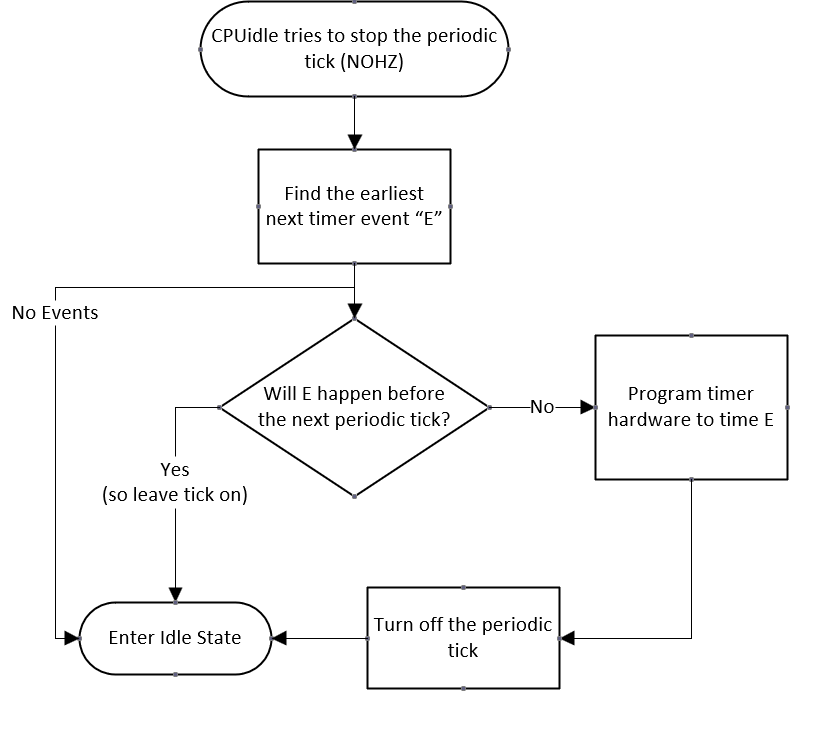 CPUidle tries to stop the periodic
tick (NOHZ)
Find the earliest
next timer event “E”
No Events
Will E happen before
the next periodic tick?
No
Program timer
hardware to time E
Yes
(so leave tick on)
Turn off the periodic
tick
Enter Idle State